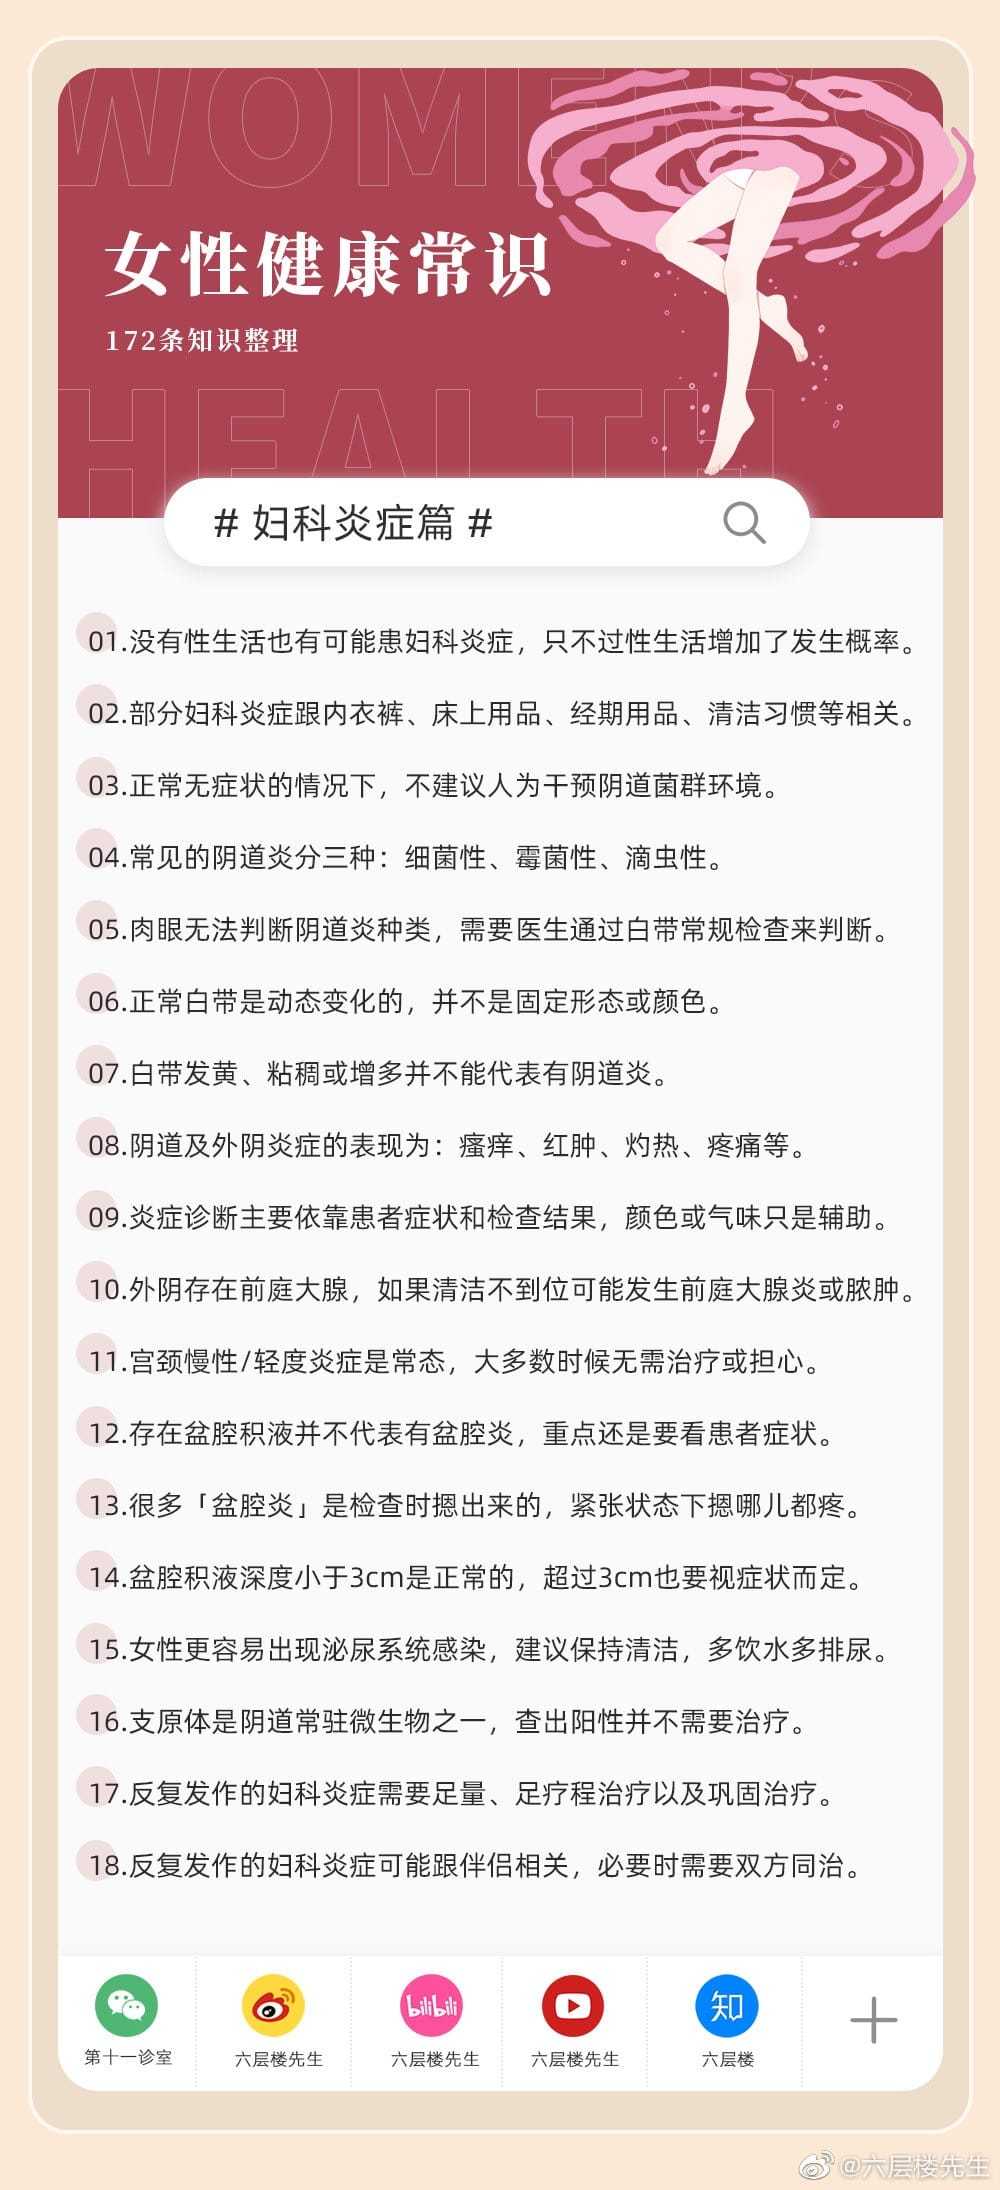 WOMEN'S
女性健康常识
172条知识整理
HEALTH
# 妇科炎症篇 #
01.没有性生活也有可能患妇科炎症，只不过性生活增加了发生概率。
02.部分妇科炎症跟内衣裤、床上用品、经期用品、清洁习惯等相关。
03.正常无症状的情况下，不建议人为干预阴道菌群环境。
04.常见的阴道炎分三种：细菌性、霉菌性、滴虫性。
05.肉眼无法判断阴道炎种类，需要医生通过白带常规检查来判断。
06.正常白带是动态变化的，并不是固定形态或颜色。
07.白带发黄、粘稠或增多并不能代表有阴道炎。
08.阴道及外阴炎症的表现为：瘙痒、红肿、灼热、疼痛等。
09.炎症诊断主要依靠患者症状和检查结果，颜色或气味只是辅助。
10.外阴存在前庭大腺，如果清洁不到位可能发生前庭大腺炎或脓肿。
11.宫颈慢性/轻度炎症是常态，大多数时候无需治疗或担心。
12.存在盆腔积液并不代表有盆腔炎，重点还是要看患者症状。
13.很多「盆腔炎」是检查时摁出来的，紧张状态下摁哪儿都疼。
14.盆腔积液深度小于3cm是正常的，超过3cm也要视症状而定。
15.女性更容易出现泌尿系统感染，建议保持清洁，多饮水多排尿。
16.支原体是阴道常驻微生物之一，查出阳性并不需要治疗。
17.反复发作的妇科炎症需要足量、足疗程治疗以及巩固治疗。
18.反复发作的妇科炎症可能跟伴侣相关，必要时需要双方同治。
bilibili
知
第十一诊室
六层楼先生
六层楼先生
六层楼先生
六层楼
@六层楼先生